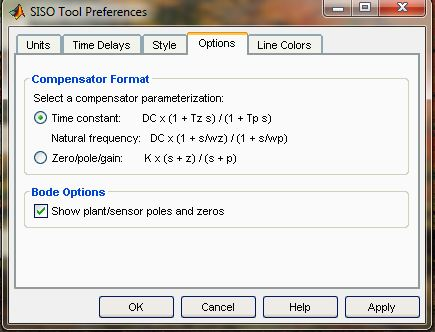 SISO Tool Preferences
Units Time Delays Style Options Line Colors
Compensator Format
Select a compensator parameterization:
Time constant: DC x (1 + Tz s) / (1 + Tp s)
Natural frequency: DC x (1 + s/wz) / (1 + s/wp)
Zero/pole/gain: K x (s + z) / (s + p)
Bode Options
Show plant/sensor poles and zeros
OK Cancel Help Apply